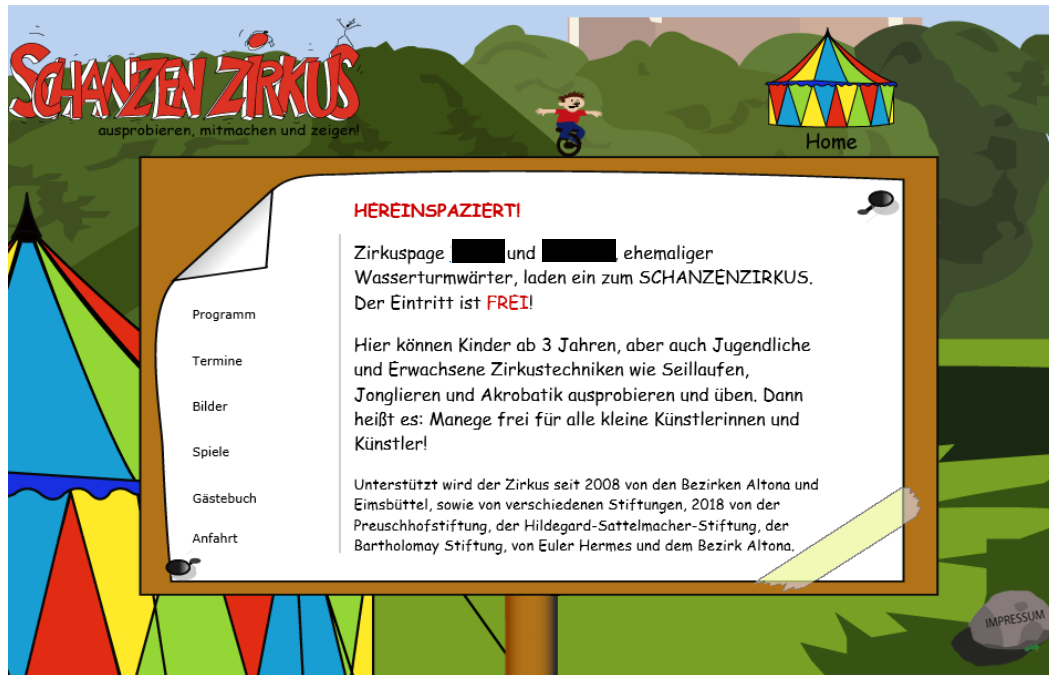 SCHANZEN ZIRKUS
ausprobieren, mitmachen und zeigen!
Home
HEREINSPAZIERT!
Zirkuspage und , ehemaliger
Wasserturmwärter, laden ein zum SCHANZENZIRKUS.
Der Eintritt ist FREI!
Hier können Kinder ab 3 Jahren, aber auch Jugendliche
und Erwachsene Zirkustechniken wie Seillaufen,
Jonglieren und Akrobatik ausprobieren und üben. Dann
heißt es: Manege frei für alle kleine Künstlerinnen und
Künstler!
Unterstützt wird der Zirkus seit 2008 von den Bezirken Altona und
Eimsbüttel, sowie von verschiedenen Stiftungen, 2018 von der
Preuschhofstiftung, der Hildegard-Sattelmacher-Stiftung, der
Bartholomay Stiftung, von Euler Hermes und dem Bezirk Altona.
Programm
Termine
Bilder
Spiele
Gästebuch
Anfahrt
IMPRESSUM